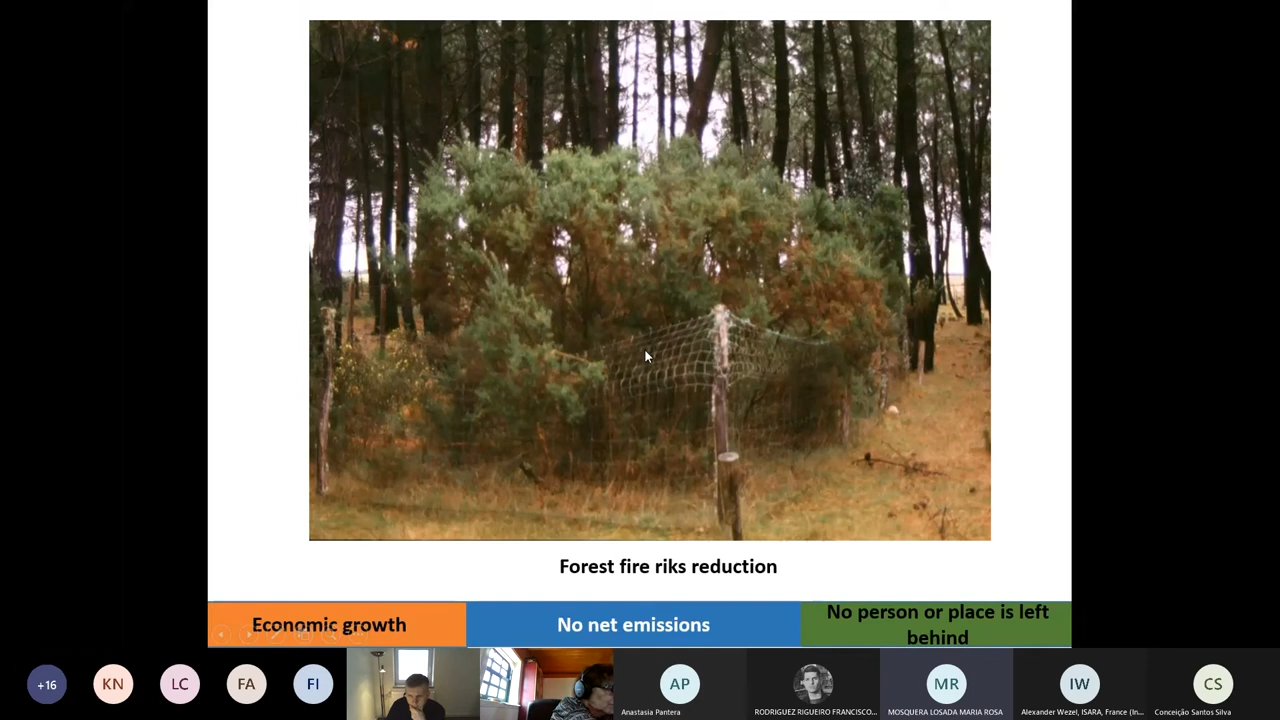 Forest fire riks reduction
Economic growth
No net emissions
No person or place is left
behind
+16
KN
LC
FA
FI
AP
MR
IW
CS
Anastasia Pantera
RODRIGUEZ RIGUEIRO FRANCISCO...
MOSQUERA LOSADA MARIA ROSA
Alexander Wezel, ISARA, France (In...
Conceição Santos Silva